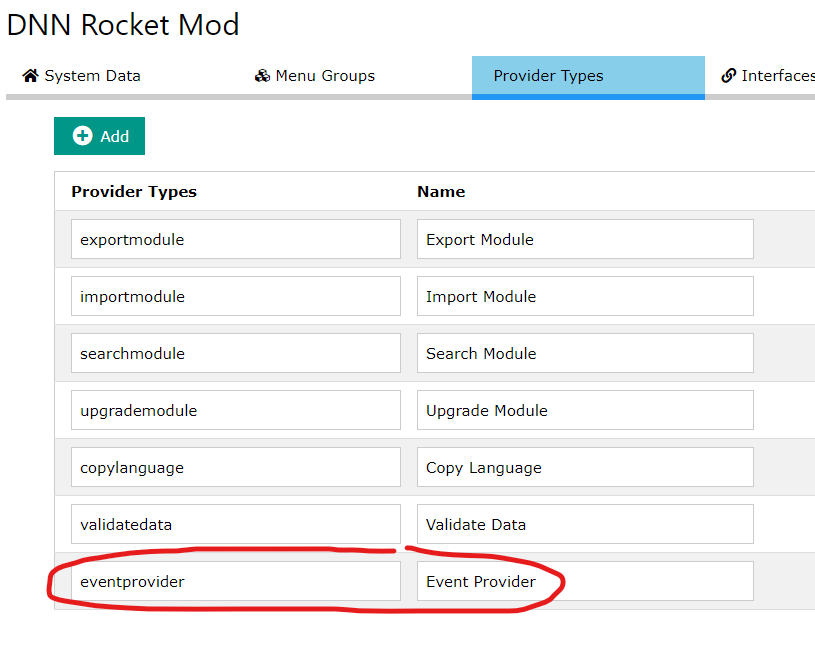 DNN Rocket Mod
System Data Menu Groups Provider Types Interfaces
Add
Provider Types Name
exportmodule Export Module
importmodule Import Module
searchmodule Search Module
upgrademodule Upgrade Module
copylanguage Copy Language
validatedata Validate Data
eventprovider Event Provider